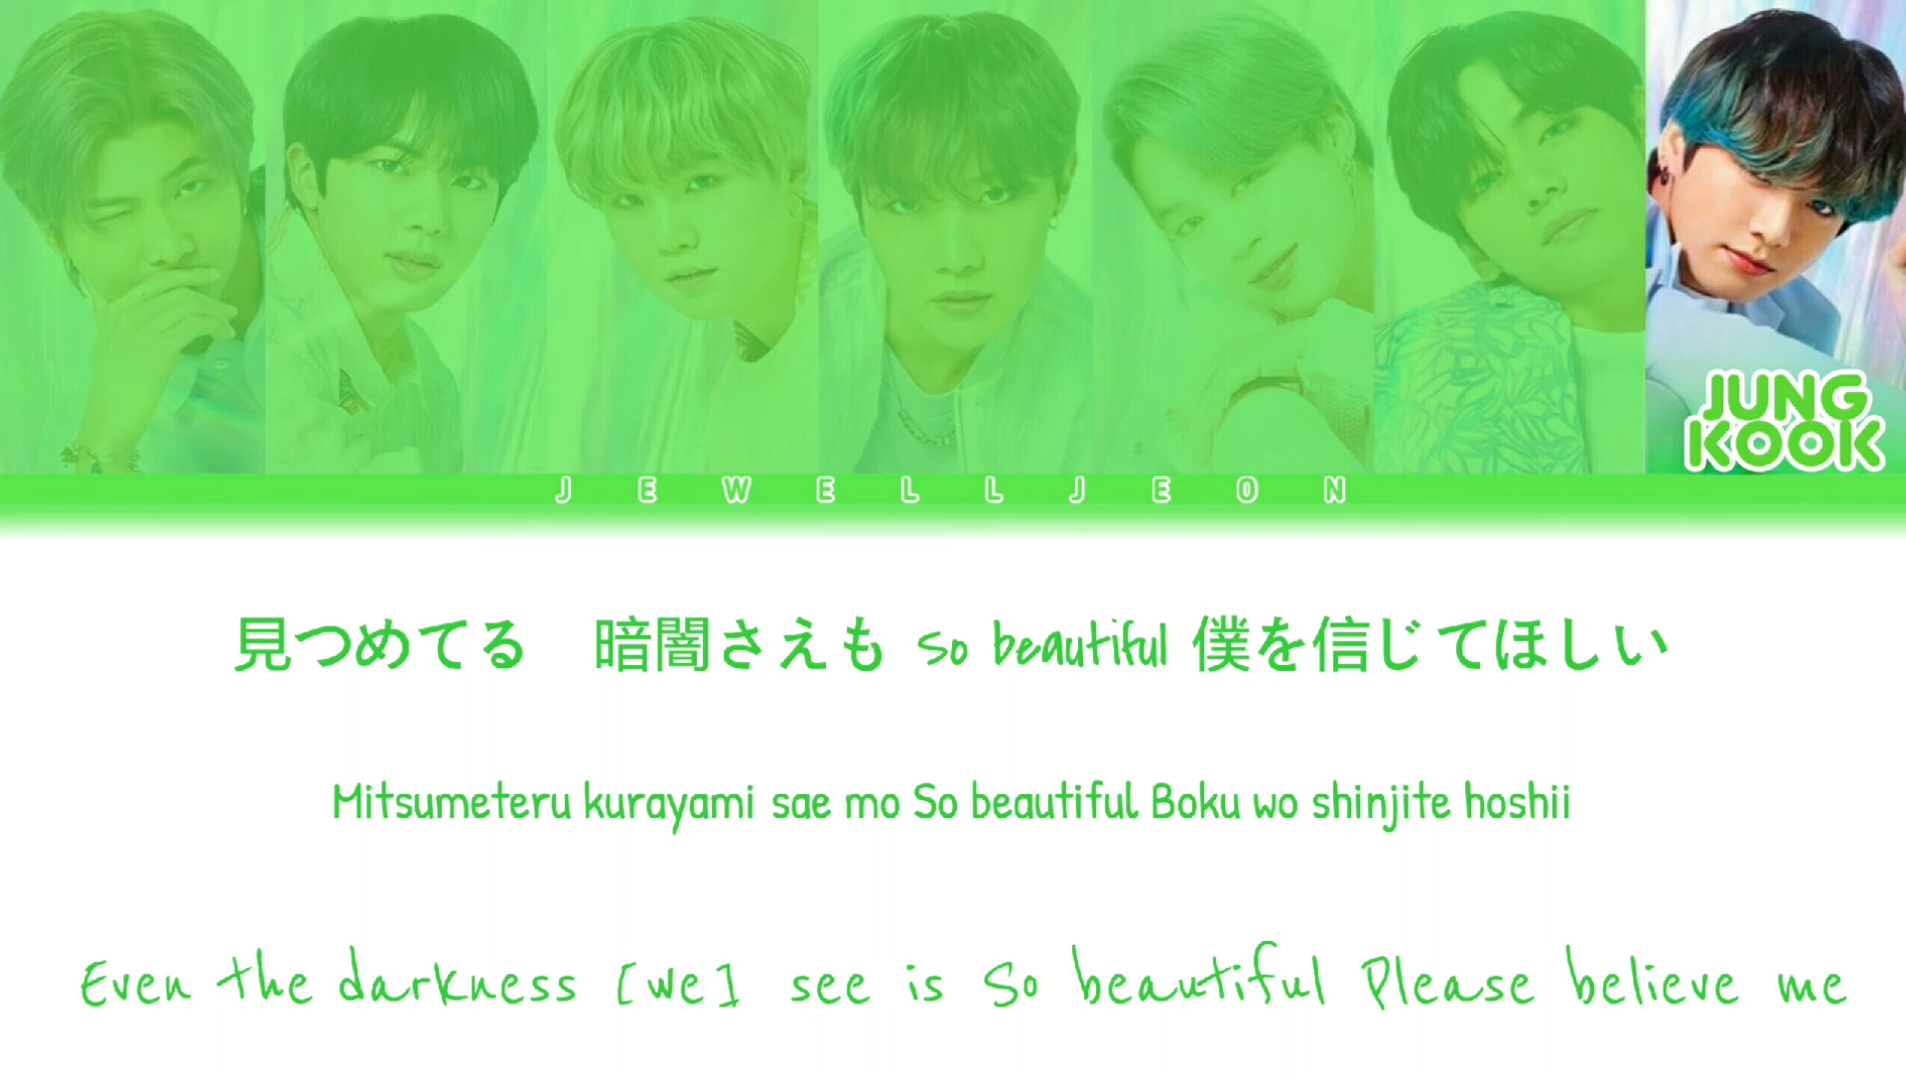 JUNG
KOOK
JEWELLJEON
見つめてる　暗闇さえも So beautiful 僕を信じてほしい
Mitsumeteru kurayami sae mo So beautiful Boku wo shinjite hoshii
Even the darkness [we] see is So beautiful Please believe me